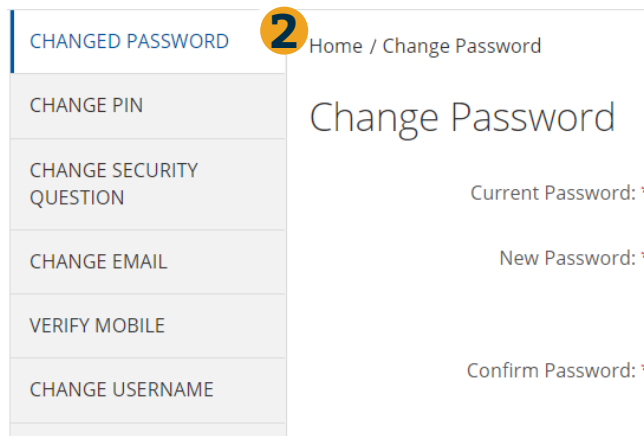 CHANGED PASSWORD
CHANGE PIN
CHANGE SECURITY
QUESTION
CHANGE EMAIL
VERIFY MOBILE
CHANGE USERNAME
2
Home / Change Password
Change Password
Current Password: *
New Password: *
Confirm Password: *